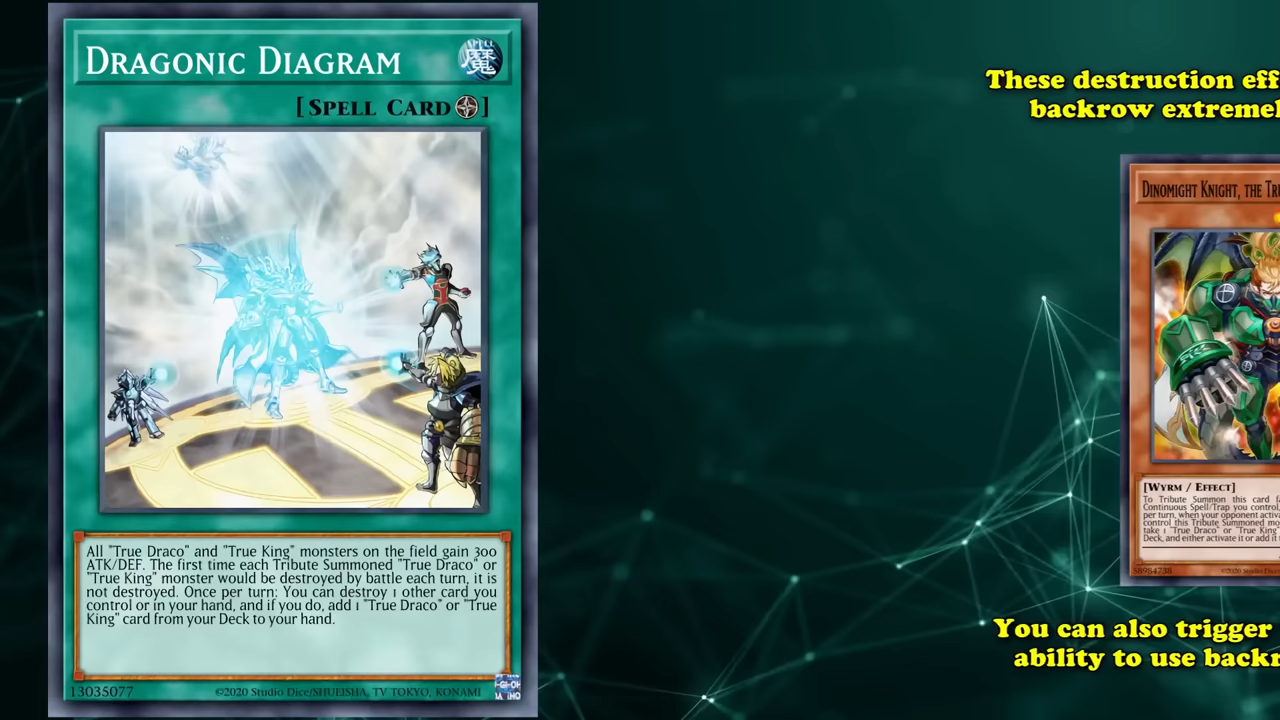 DRAGONIC DIAGRAM
魔
[SPELL CARD]
All "True Draco" and "True King" monsters on the field gain 300
ATK/DEF. The first time each Tribute Summoned "True Draco" or
"True King" monster would be destroyed by battle each turn, it is
not destroyed. Once per turn: You can destroy 1 other card you
control or in your hand, and if you do, add 1 "True Draco" or "True
King" card from your Deck to your hand.
13035077
©2020 Studio Dice/SHUEISHA, TV TOKYO, KONAMI
These destruction eff
backrow extremel
DINOMIGHT KNIGHT, THE TRU
[WYRM / EFFECT]
To Tribute Summon this card fa
Continuous Spell/Trap you control.
per turn, when your opponent activa
control this Tribute Summoned mo
take 1 "True Draco" or "True King"
Deck, and either activate it or add it t
©2020 Studio
You can also trigger
ability to use backr